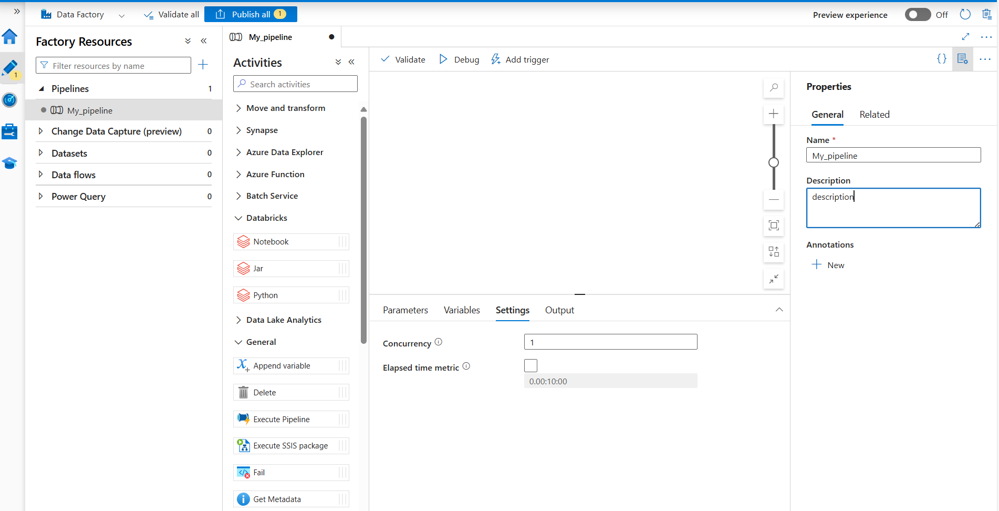 Data Factory
Validate all
Publish all 1
Preview experience
Off
1
Factory Resources
Filter resources by name
Pipelines 1
My_pipeline
Change Data Capture (preview) 0
Datasets 0
Data flows 0
Power Query 0
My_pipeline
Activities
Search activities
Move and transform
Synapse
Azure Data Explorer
Azure Function
Batch Service
Databricks
Notebook
Jar
Python
Data Lake Analytics
General
Append variable
Delete
Execute Pipeline
Execute SSIS package
Fail
Get Metadata
Validate
Debug
Add trigger
Parameters
Variables
Settings
Output
Concurrency
1
Elapsed time metric
0.00:10:00
Properties
General
Related
Name *
My_pipeline
Description
description
Annotations
New